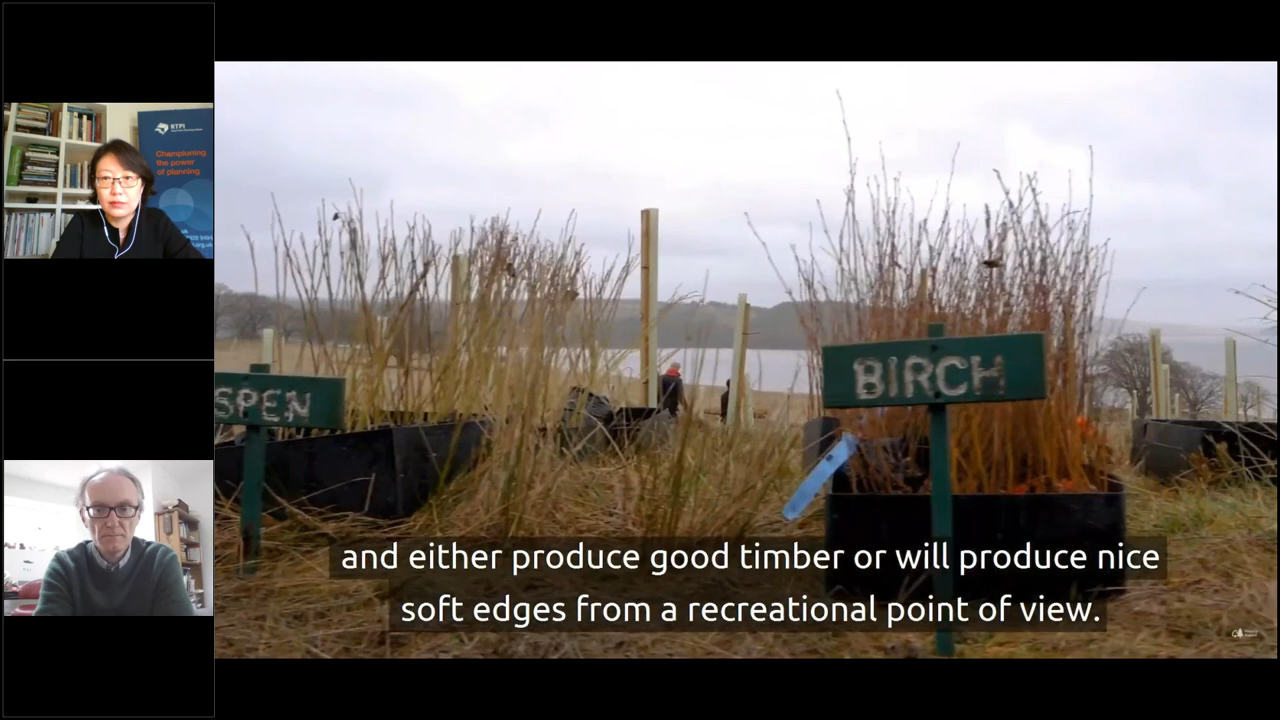 RTPI
Championing
the power
of planning
SPEN
BIRCH
and either produce good timber or will produce nice
soft edges from a recreational point of view.